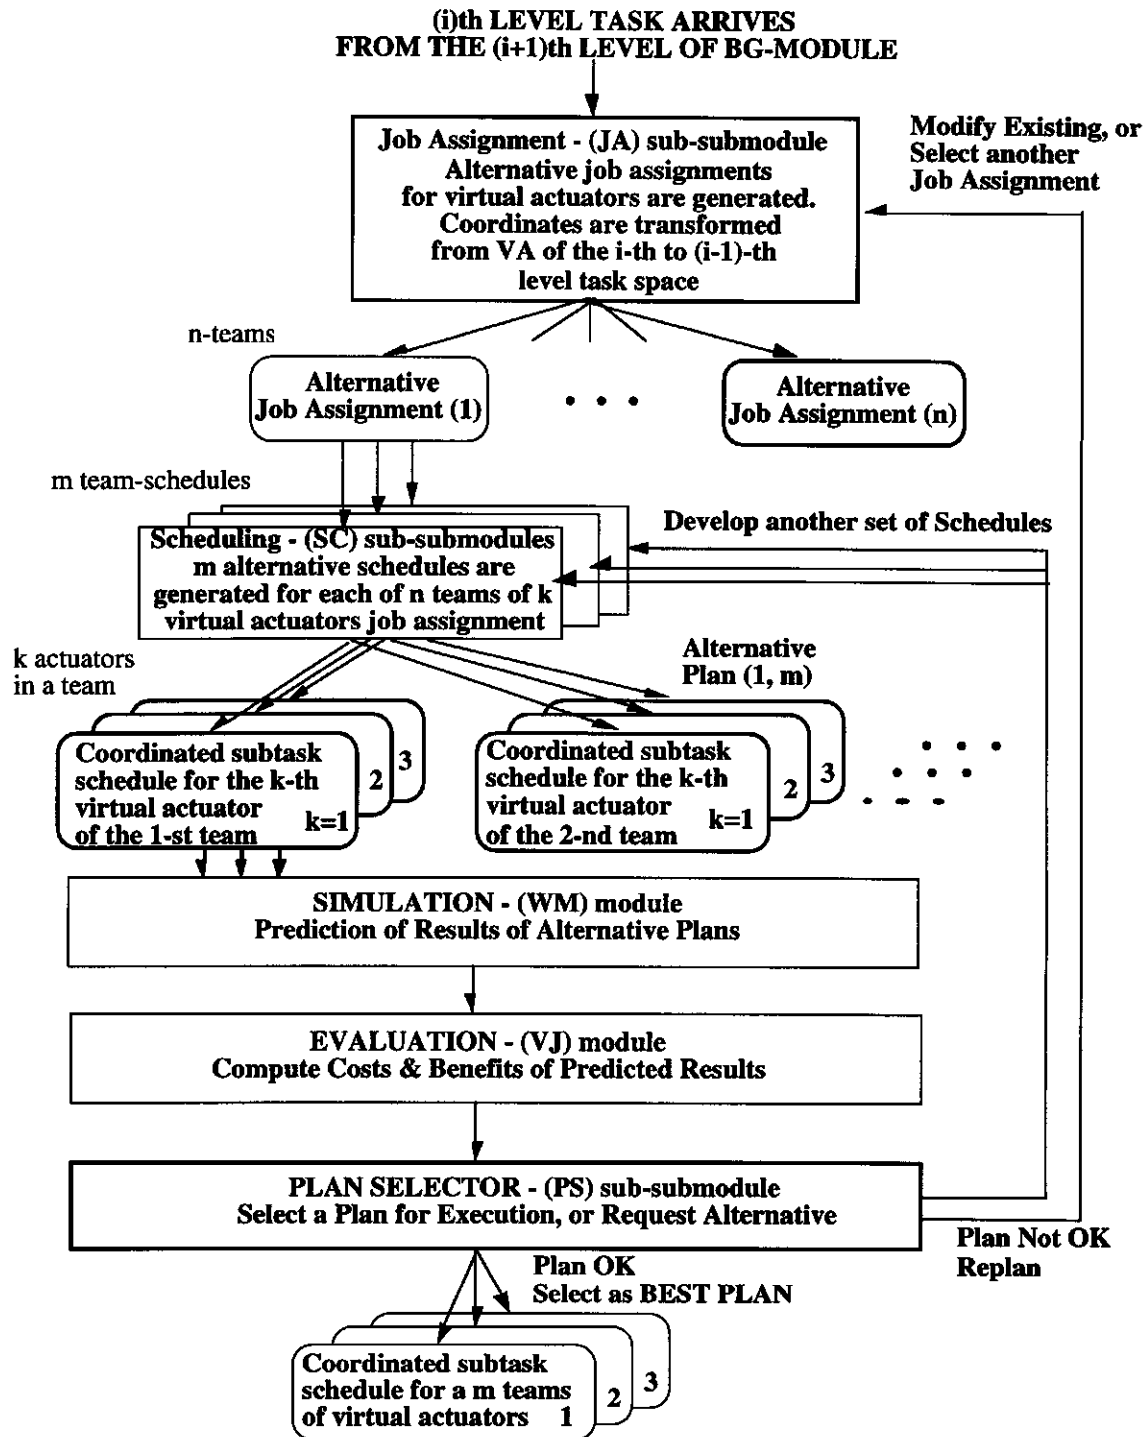 (i)th LEVEL TASK ARRIVES
FROM THE (i+1)th LEVEL OF BG-MODULE
Job Assignment - (JA) sub-submodule
Alternative job assignments
for virtual actuators are generated.
Coordinates are transformed
from VA of the i-th to (i-1)-th
level task space
Modify Existing, or
Select another
Job Assignment
n-teams
Alternative
Job Assignment (1)
• • •
Alternative
Job Assignment (n)
m team-schedules
Scheduling - (SC) sub-submodules
m alternative schedules are
generated for each of n teams of k
virtual actuators job assignment
Develop another set of Schedules
k actuators
in a team
Alternative
Plan (1, m)
Coordinated subtask
schedule for the k-th
virtual actuator
of the 1-st team k=1
2
3
Coordinated subtask
schedule for the k-th
virtual actuator
of the 2-nd team k=1
2
3
• • •
• • •
- - -
SIMULATION - (WM) module
Prediction of Results of Alternative Plans
EVALUATION - (VJ) module
Compute Costs & Benefits of Predicted Results
PLAN SELECTOR - (PS) sub-submodule
Select a Plan for Execution, or Request Alternative
Plan Not OK
Replan
Plan OK
Select as BEST PLAN
Coordinated subtask
schedule for a m teams
of virtual actuators 1
2
3